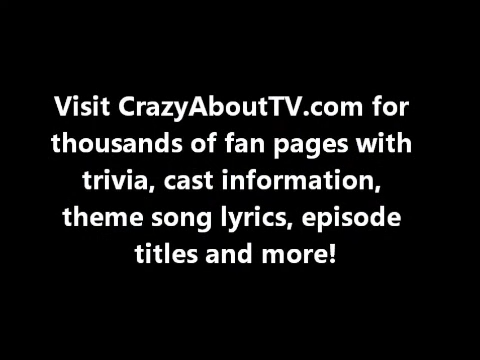 Visit CrazyAboutTV.com for
thousands of fan pages with
trivia, cast information,
theme song lyrics, episode
titles and more!